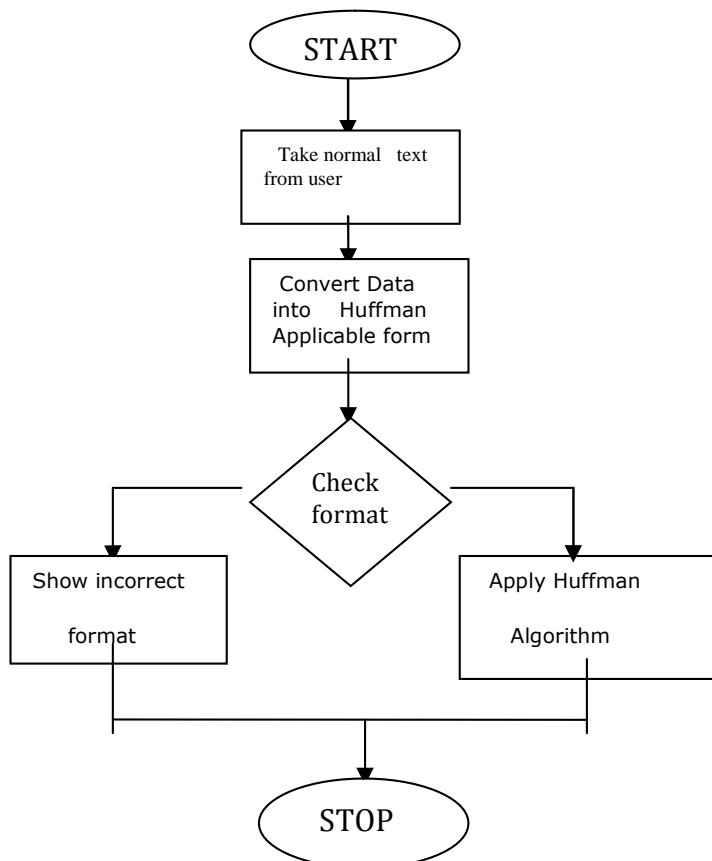 START
Take normal text
from user
Convert Data
into Huffman
Applicable form
Check
format
Show incorrect
format
Apply Huffman
Algorithm
STOP